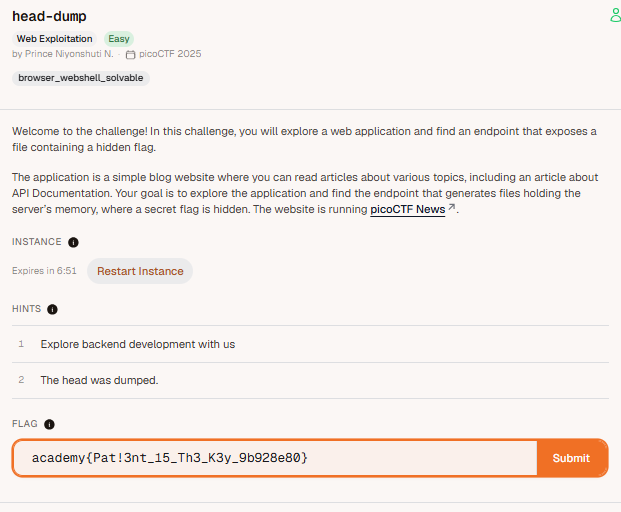 head-dump
Web Exploitation Easy
by Prince Niyonshuti N. · picoCTF 2025
browser_webshell_solvable
Welcome to the challenge! In this challenge, you will explore a web application and find an endpoint that exposes a
file containing a hidden flag.
The application is a simple blog website where you can read articles about various topics, including an article about
API Documentation. Your goal is to explore the application and find the endpoint that generates files holding the
server's memory, where a secret flag is hidden. The website is running picoCTF News↗.
INSTANCE i
Expires in 6:51 Restart Instance
HINTS i
1 Explore backend development with us
2 The head was dumped.
FLAG i
academy{Pat!3nt_15_Th3_K3y_9b928e80} Submit